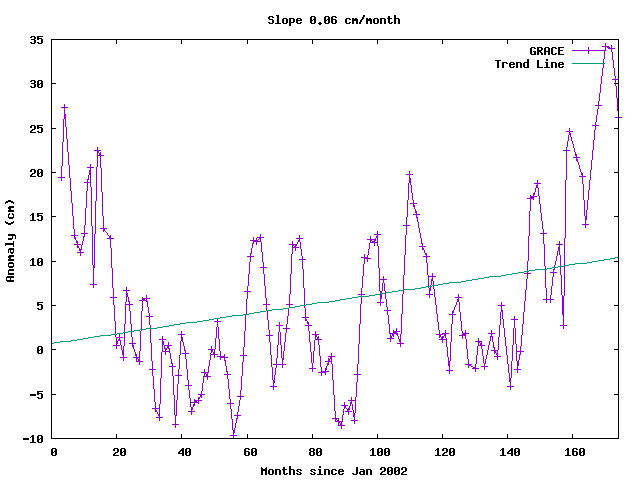 Slope 0.06 cm/month
GRACE
Trend Line
35
30
25
20
15
10
5
0
-5
-10
Anomaly (cm)
0 20 40 60 80 100 120 140 160
Months since Jan 2002